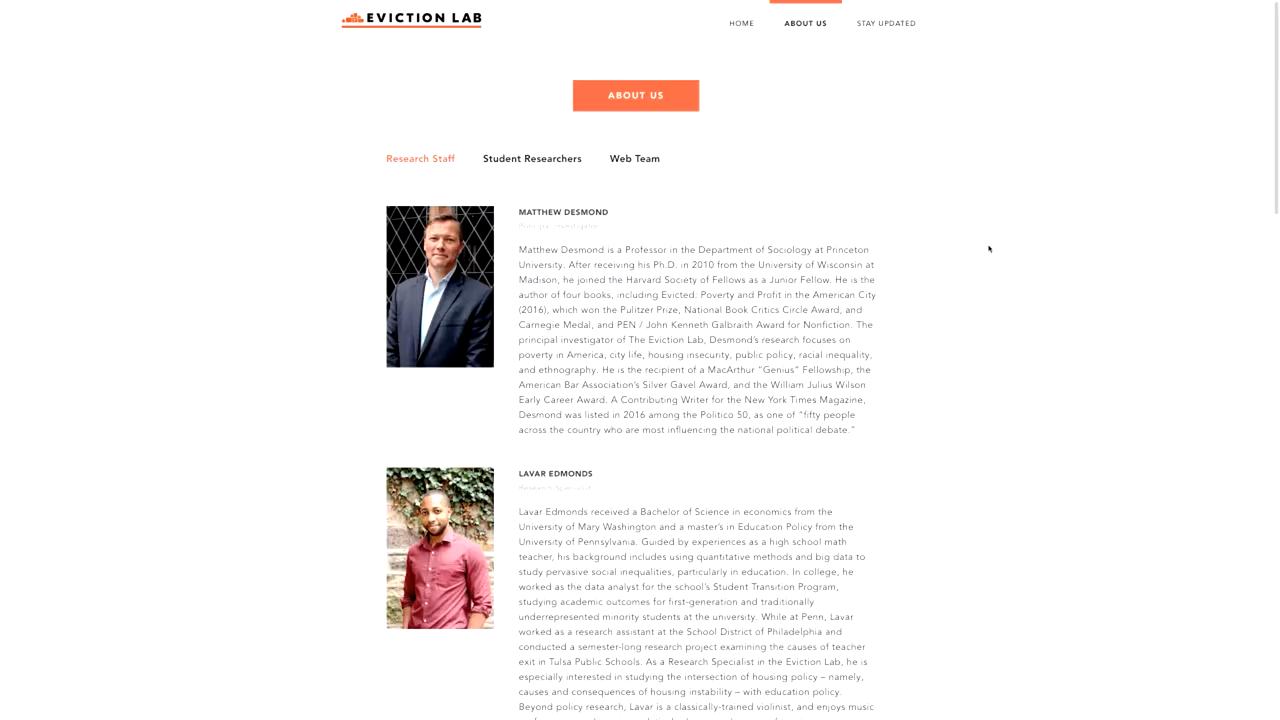 EVICTION LAB
HOME ABOUT US STAY UPDATED
ABOUT US
Research Staff Student Researchers Web Team
MATTHEW DESMOND
Matthew Desmond is a Professor in the Department of Sociology at Princeton
University. After receiving his Ph.D. in 2010 from the University of Wisconsin at
Madison, he joined the Harvard Society of Fellows as a Junior Fellow. He is the
author of four books, including Evicted: Poverty and Profit in the American City
(2016), which won the Pulitzer Prize, National Book Critics Circle Award, and
Carnegie Medal, and PEN / John Kenneth Galbraith Award for Nonfiction. The
principal investigator of The Eviction Lab, Desmond's research focuses on
poverty in America, city life, housing insecurity, public policy, racial inequality,
and ethnography. He is the recipient of a MacArthur “Genius” Fellowship, the
American Bar Association's Silver Gavel Award, and the William Julius Wilson
Early Career Award. A Contributing Writer for the New York Times Magazine,
Desmond was listed in 2016 among the Politico 50, as one of “fifty people
across the country who are most influencing the national political debate.”
LAVAR EDMONDS
Lavar Edmonds received a Bachelor of Science in economics from the
University of Mary Washington and a master's in Education Policy from the
University of Pennsylvania. Guided by experiences as a high school math
teacher, his background includes using quantitative methods and big data to
study pervasive social inequalities, particularly in education. In college, he
worked as the data analyst for the school's Student Transition Program,
studying academic outcomes for first-generation and traditionally
underrepresented minority students at the university. While at Penn, Lavar
worked as a research assistant at the School District of Philadelphia and
conducted a semester-long research project examining the causes of teacher
exit in Tulsa Public Schools. As a Research Specialist in the Eviction Lab, he is
especially interested in studying the intersection of housing policy – namely,
causes and consequences of housing instability – with education policy.
Beyond policy research, Lavar is a classically-trained violinist, and enjoys music